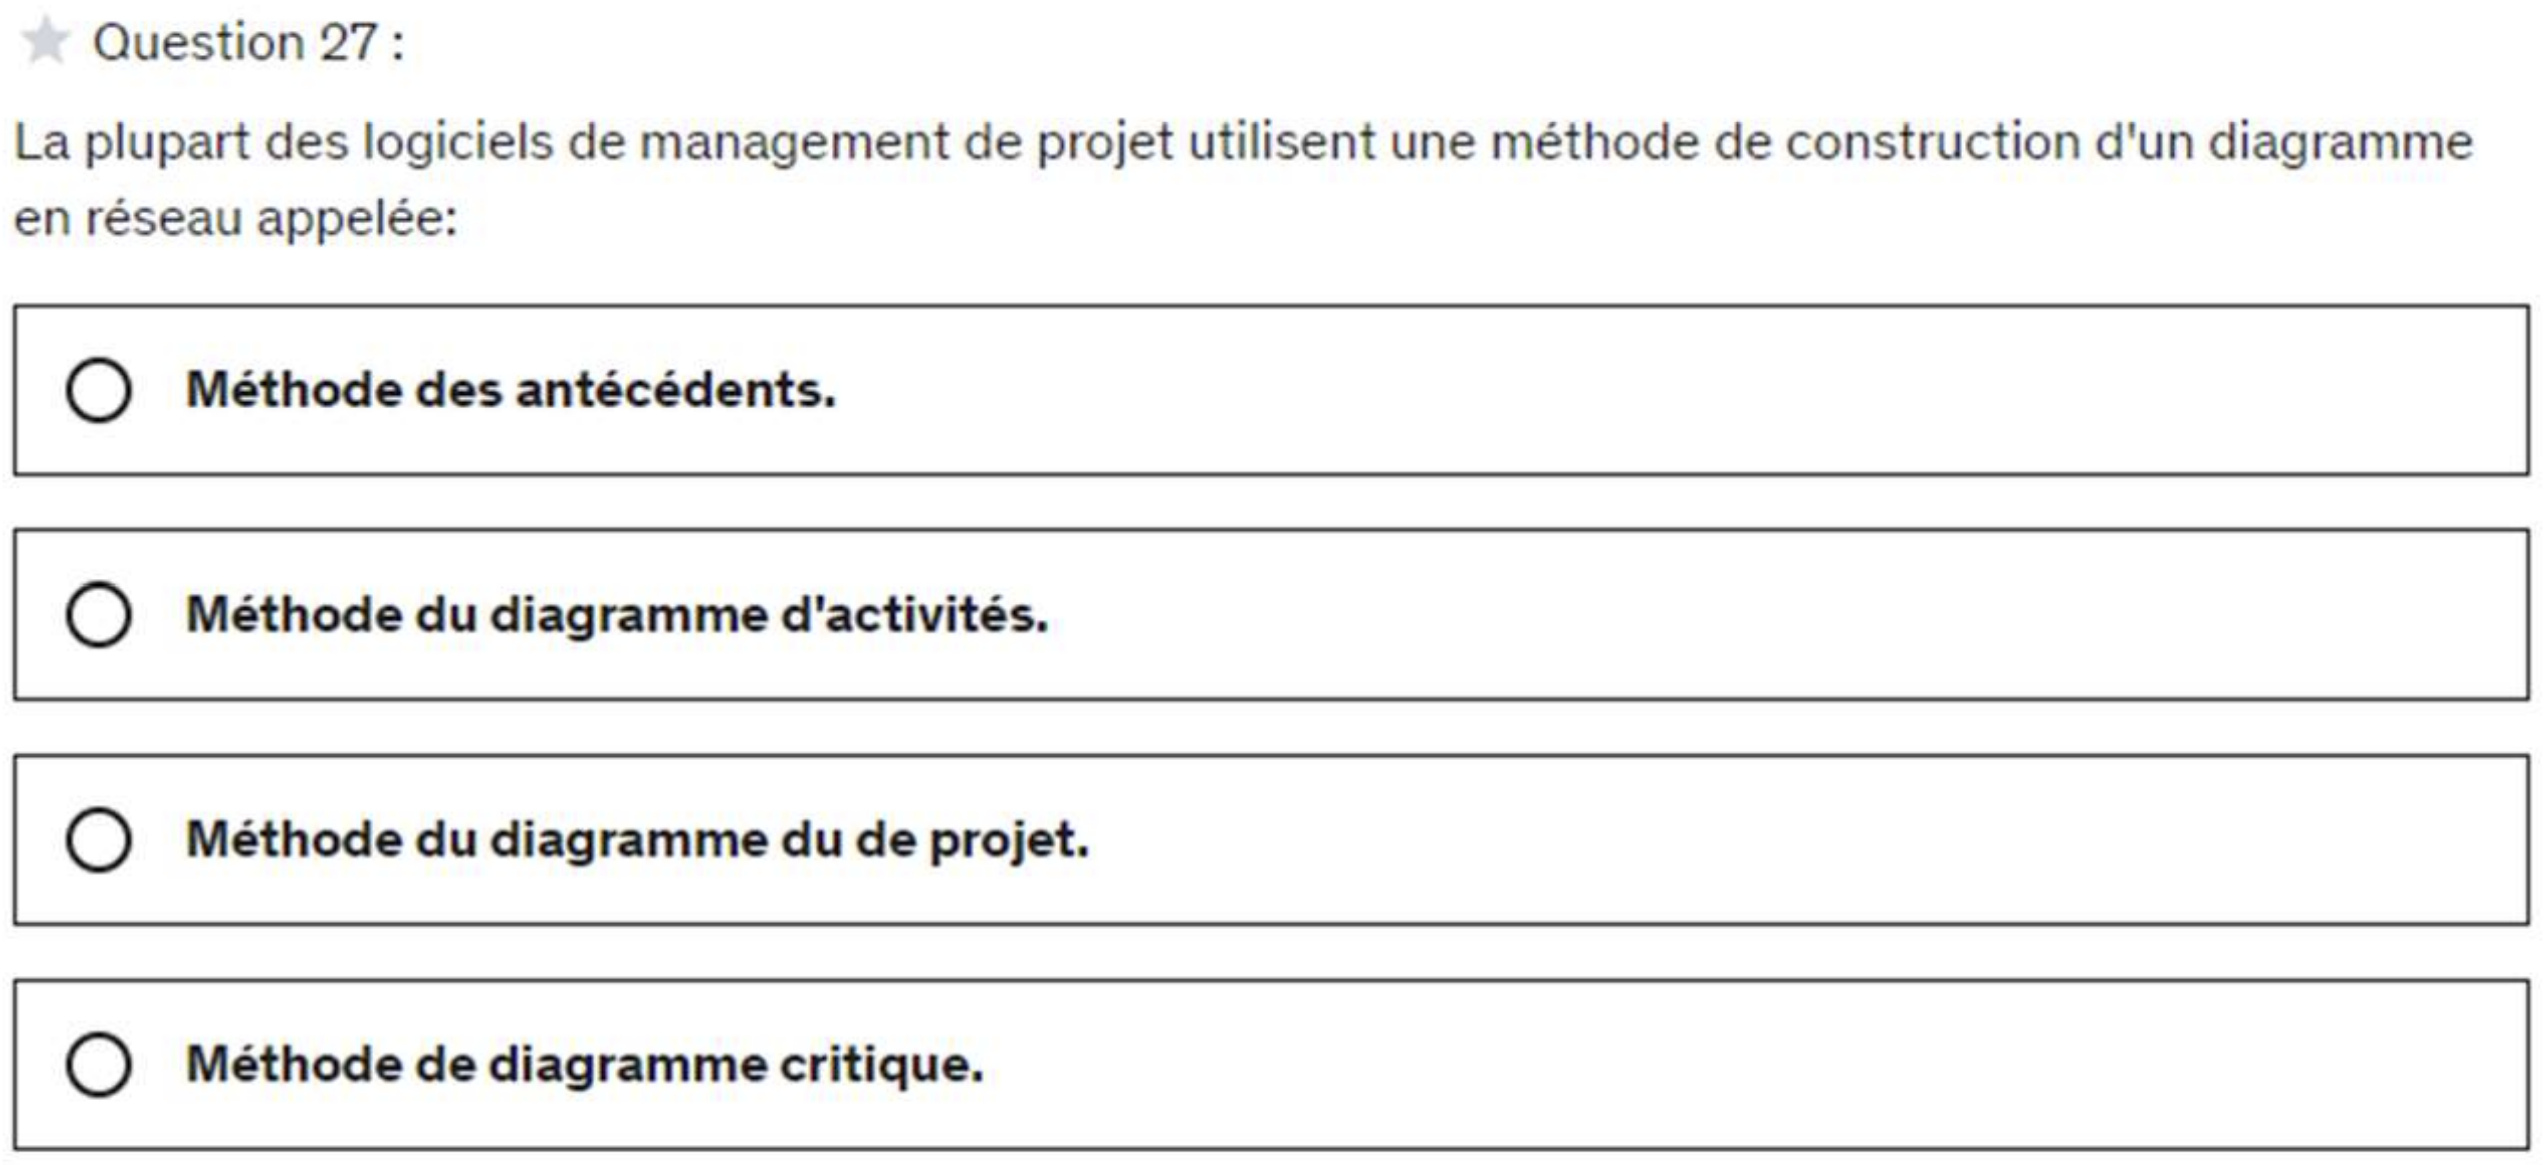 Question 27 :
La plupart des logiciels de management de projet utilisent une méthode de construction d'un diagramme
en réseau appelée:
Méthode des antécédents.
Méthode du diagramme d'activités.
Méthode du diagramme du de projet.
Méthode de diagramme critique.